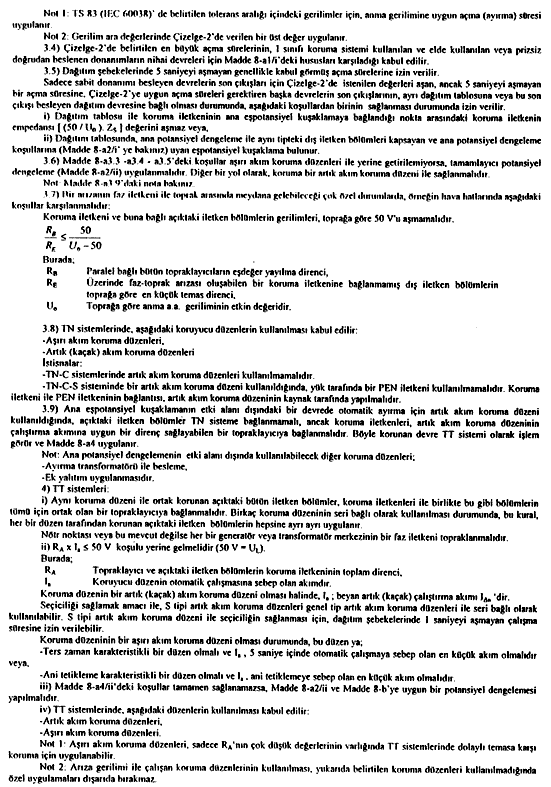 Not 1: TS 83 (IEC 60038)' de belirtilen tolerans aralığı içindeki gerilimler için, anma gerilimine uygun açma (ayırma) süresi
uygulanır.
Not 2: Gerilim ara değerlerinde Çizelge-2'de verilen bir üst değer uygulanır.
3.4) Çizelge-2'de belirtilen en büyük açma sürelerinin, 1 sınıfı koruma sistemi kullanılan ve elde kullanılan veya prizsiz
doğrudan beslenen donanımların nihai devreleri için Madde 8-a1/i'deki hususları karşıladığı kabul edilir.
3.5) Dağıtım şebekelerinde 5 saniyeyi aşmayan genellikle kabul görmüş açma sürelerine izin verilir.
Sadece sabit donanımı besleyen devrelerin son çıkışları için Çizelge-2'de istenilen değerleri aşan, ancak 5 saniyeyi aşmayan
bir açma süresine, Çizelge-2'ye uygun açma süreleri gerektiren başka devrelerin son çıkışlarının, ayrı dağıtım tablosuna veya bu son
çıkışı besleyen dağıtım devresine bağlı olması durumunda, aşağıdaki koşullardan birinin sağlanması durumunda izin verilir.
i) Dağıtım tablosu ile koruma iletkeninin ana eşpotansiyel kuşaklamaya bağlandığı nokta arasındaki koruma iletkenin
empedansı [ (50 / U₀ ). Zₛ ] değerini aşmaz veya,
ii) Dağıtım tablosunda, ana potansiyel dengeleme ile aynı tipteki dış iletken bölümleri kapsayan ve ana potansiyel dengeleme
koşullarına (Madde 8-a2/i' ye bakınız) uyan eşpotansiyel kuşaklama bulunur.
3.6) Madde 8-a3.3 -a3.4 - a3.5'deki koşullar aşırı akım koruma düzenleri ile yerine getirilemiyorsa, tamamlayıcı potansiyel
dengeleme (Madde 8-a2/ii) uygulanmalıdır. Diğer bir yol olarak, koruma bir artık akım koruma düzeni ile sağlanmalıdır.
Not: Madde 8-a3.9'daki nota bakınız.
3.7) Bir arızanın faz iletkeni ile toprak arasında meydana gelebileceği çok özel durumlarda, örneğin hava hatlarında aşağıdaki
koşullar karşılanmalıdır:
Koruma iletkeni ve buna bağlı açıktaki iletken bölümlerin gerilimleri, toprağa göre 50 V'u aşmamalıdır.
R_B / R_E ≤ 50 / (U₀ − 50)
Burada;
R_B Paralel bağlı bütün topraklayıcıların eşdeğer yayılma direnci,
R_E Üzerinde faz-toprak arızası oluşabilen bir koruma iletkenine bağlanmamış dış iletken bölümlerin
toprağa göre en küçük temas direnci,
U₀ Toprağa göre anma a.a. geriliminin etkin değeridir.
3.8) TN sistemlerinde, aşağıdaki koruyucu düzenlerin kullanılması kabul edilir:
-Aşırı akım koruma düzenleri,
-Artık (kaçak) akım koruma düzenleri
İstisnalar:
-TN-C sistemlerinde artık akım koruma düzenleri kullanılmamalıdır.
-TN-C-S sisteminde bir artık akım koruma düzeni kullanıldığında, yük tarafında bir PEN iletkeni kullanılmamalıdır. Koruma
iletkeni ile PEN iletkeninin bağlantısı, artık akım koruma düzeninin kaynak tarafında yapılmalıdır.
3.9) Ana eşpotansiyel kuşaklamanın etki alanı dışındaki bir devrede otomatik ayırma için artık akım koruma düzeni
kullanıldığında, açıktaki iletken bölümler TN sisteme bağlanmamalı, ancak koruma iletkenleri, artık akım koruma düzeninin
çalıştırma akımına uygun bir direnç sağlayabilen bir topraklayıcıya bağlanmalıdır. Böyle korunan devre TT sistemi olarak işlem
görür ve Madde 8-a4 uygulanır.
Not: Ana potansiyel dengelemenin etki alanı dışında kullanılabilecek diğer koruma düzenleri;
-Ayırma transformatörü ile besleme,
-Ek yalıtım uygulanmasıdır.
4) TT sistemleri:
i) Aynı koruma düzeni ile ortak korunan açıktaki bütün iletken bölümler, koruma iletkenleri ile birlikte bu gibi bölümlerin
tümü için ortak olan bir topraklayıcıya bağlanmalıdır. Birkaç koruma düzeninin seri bağlı olarak kullanılması durumunda, bu kural,
her bir düzen tarafından korunan açıktaki iletken bölümlerin hepsine ayrı ayrı uygulanır.
Nötr noktası veya bu mevcut değilse her bir generatör veya transformatör merkezinin bir faz iletkeni topraklanmalıdır.
ii) R_A x Iₐ ≤ 50 V koşulu yerine gelmelidir (50 V = U_L).
Burada;
R_A Topraklayıcı ve açıktaki iletken bölümlerin koruma iletkeninin toplam direnci,
Iₐ Koruyucu düzenin otomatik çalışmasına sebep olan akımdır.
Koruma düzenin bir artık (kaçak) akım koruma düzeni olması halinde, Iₐ ; beyan artık (kaçak) çalıştırma akımı I_Δn 'dir.
Seçiciliği sağlamak amacı ile, S tipi artık akım koruma düzenleri genel tip artık akım koruma düzenleri ile seri bağlı olarak
kullanılabilir. S tipi artık akım koruma düzeni ile seçiciliğin sağlanması için, dağıtım şebekelerinde 1 saniyeyi aşmayan çalışma
süresine izin verilebilir.
Koruma düzeninin bir aşırı akım koruma düzeni olması durumunda, bu düzen ya;
-Ters zaman karakteristikli bir düzen olmalı ve Iₐ , 5 saniye içinde otomatik çalışmaya sebep olan en küçük akım olmalıdır
veya,
-Ani tetikleme karakteristikli bir düzen olmalı ve Iₐ , ani tetiklemeye sebep olan en küçük akım olmalıdır.
iii) Madde 8-a4/ii'deki koşullar tamamen sağlanamazsa, Madde 8-a2/ii ve Madde 8-b'ye uygun bir potansiyel dengelemesi
yapılmalıdır.
iv) TT sistemlerinde, aşağıdaki düzenlerin kullanılması kabul edilir:
-Artık akım koruma düzenleri,
-Aşırı akım koruma düzenleri.
Not 1: Aşırı akım koruma düzenleri, sadece R_A'nın çok düşük değerlerinin varlığında TT sistemlerinde dolaylı temasa karşı
koruma için uygulanabilir.
Not 2: Arıza gerilimi ile çalışan koruma düzenlerinin kullanılması, yukarıda belirtilen koruma düzenleri kullanılmadığında
özel uygulamaları dışarıda bırakmaz.